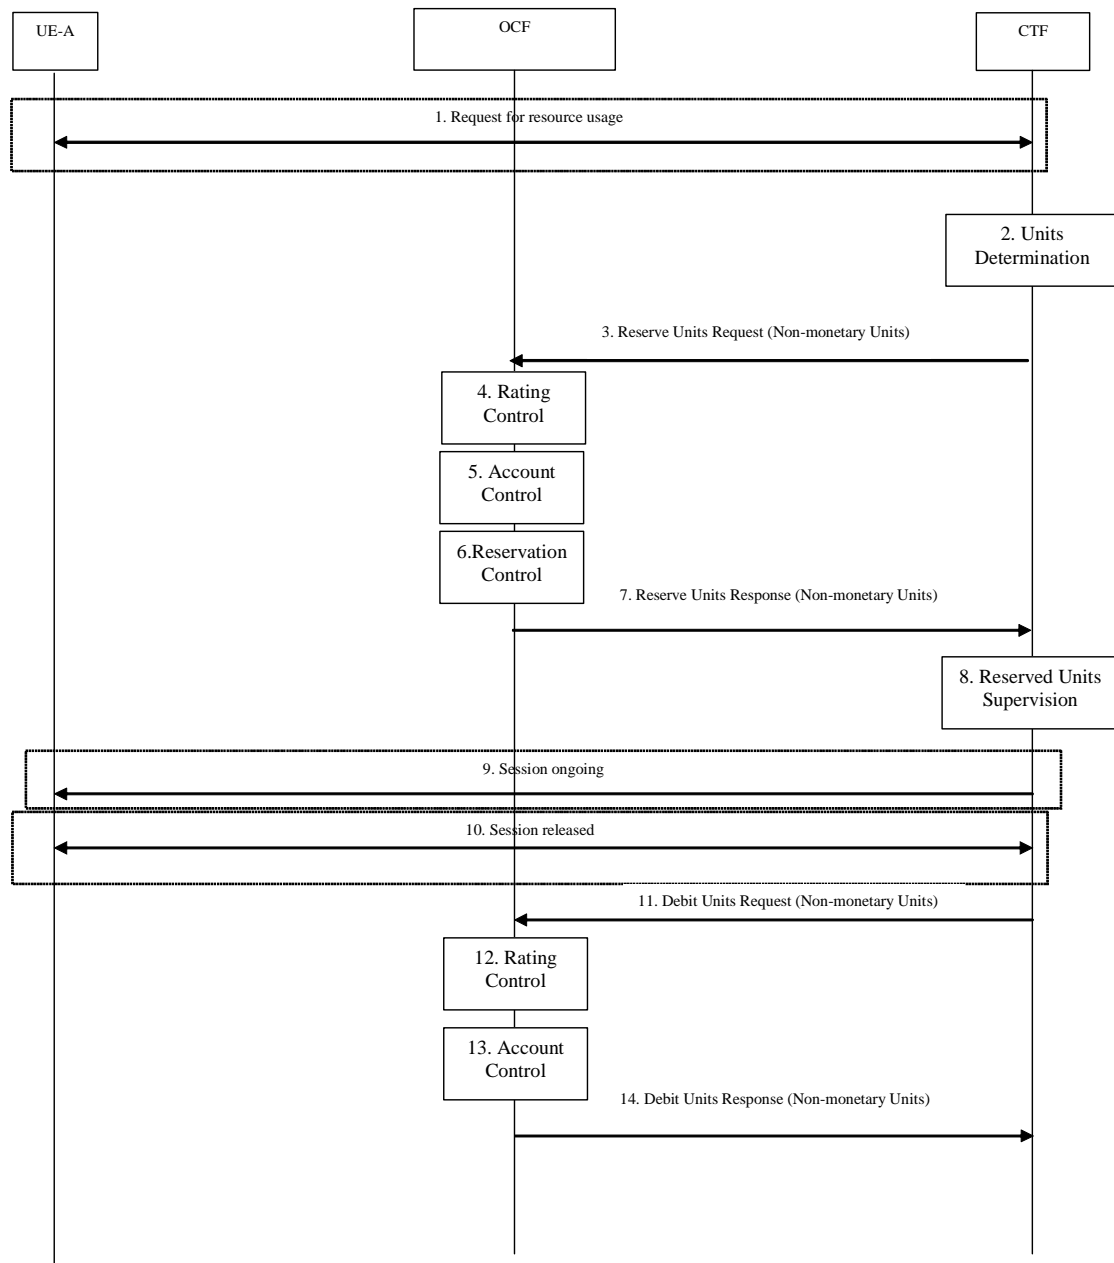 UE-A
OCF
CTF
1. Request for resource usage
2. Units
Determination
3. Reserve Units Request (Non-monetary Units)
4. Rating
Control
5. Account
Control
6.Reservation
Control
7. Reserve Units Response (Non-monetary Units)
8. Reserved Units
Supervision
9. Session ongoing
10. Session released
11. Debit Units Request (Non-monetary Units)
12. Rating
Control
13. Account
Control
14. Debit Units Response (Non-monetary Units)